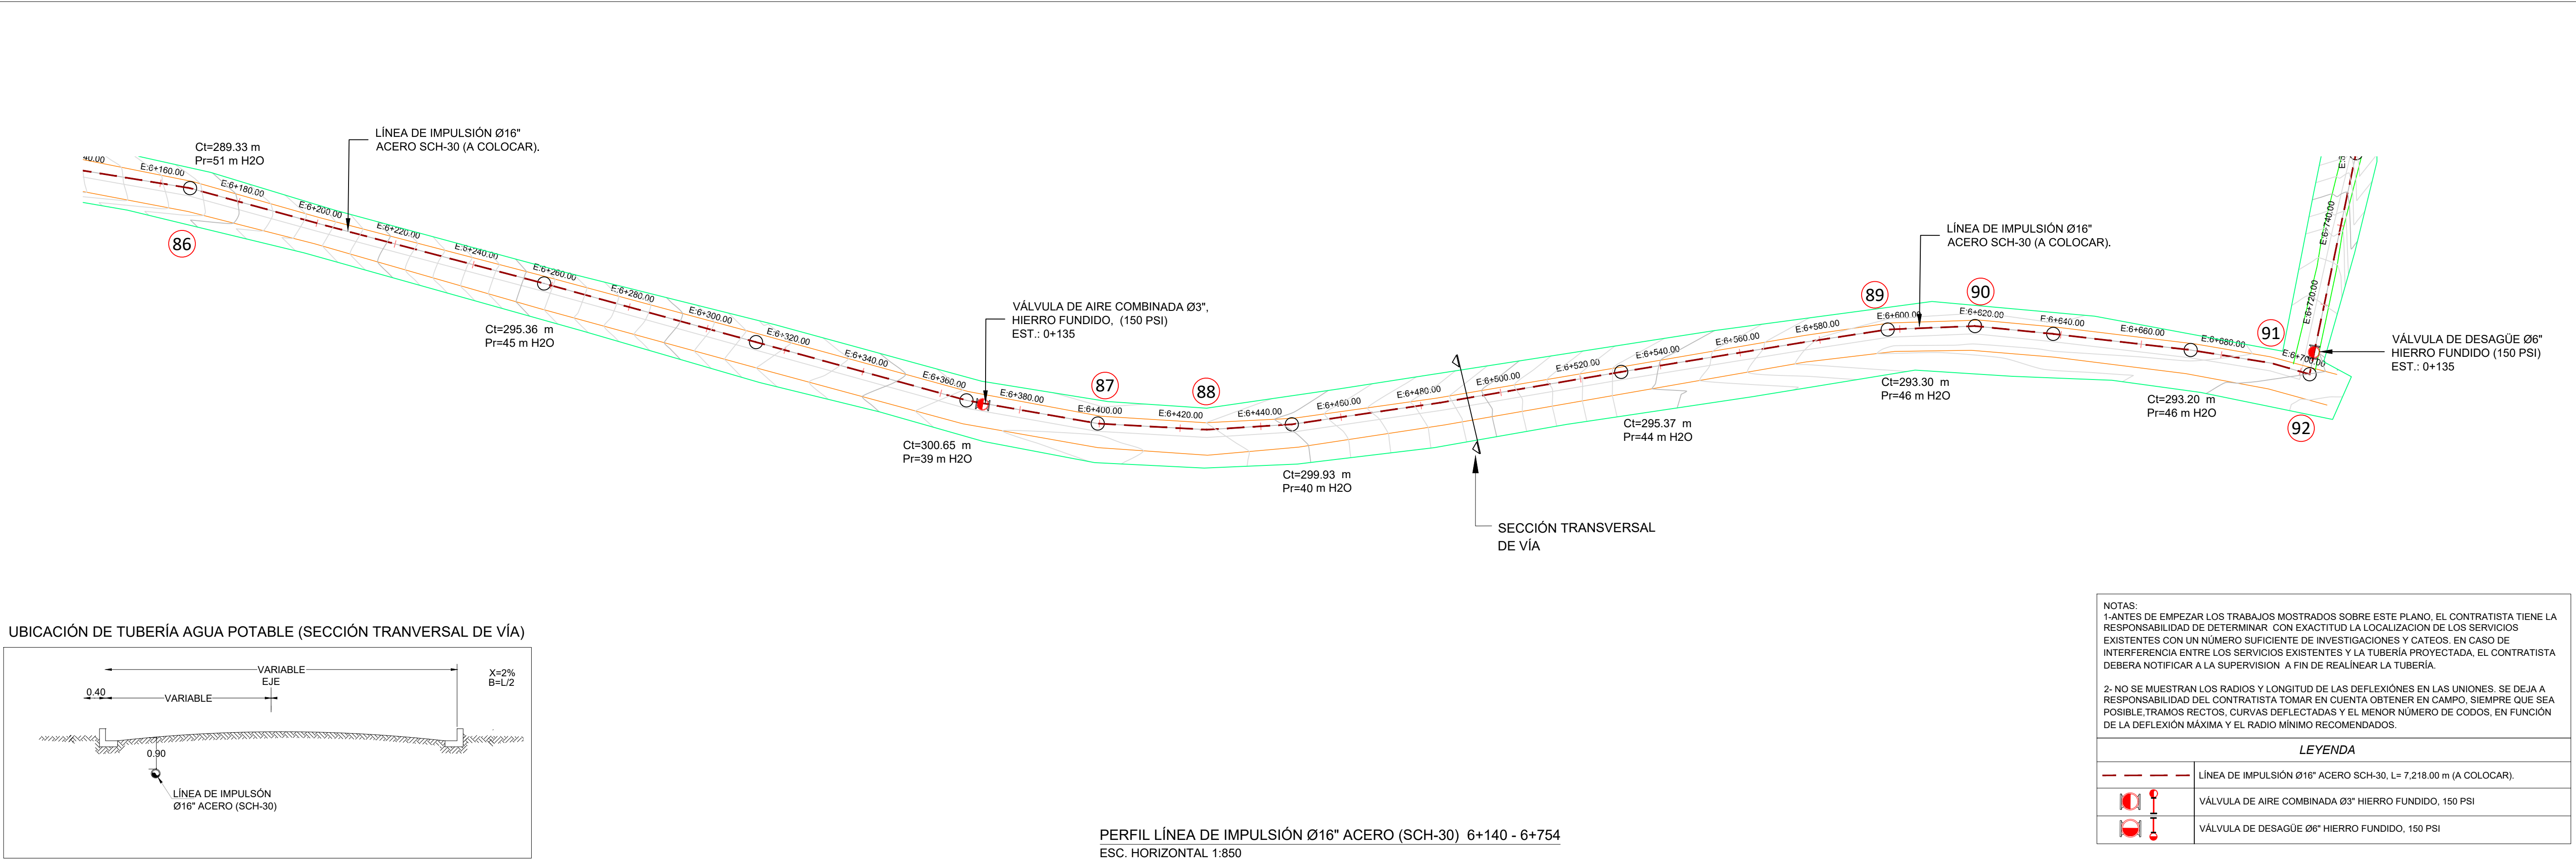 Ct=289.33 m
Pr=51 m H2O
LÍNEA DE IMPULSIÓN Ø16"
ACERO SCH-30 (A COLOCAR).
40.00
E:6+160.00
E:6+180.00
E:6+200.00
E:6+220.00
E:6+240.00
E:6+260.00
E:6+280.00
E:6+300.00
E:6+320.00
E:6+340.00
E:6+360.00
E:6+380.00
E:6+400.00
E:6+420.00
E:6+440.00
E:6+460.00
E:6+480.00
E:6+500.00
E:6+520.00
E:6+540.00
E:6+560.00
E:6+580.00
E:6+600.00
E:6+620.00
E:6+640.00
E:6+660.00
E:6+680.00
E:6+700.00
E:6+720.00
E:6+740.00
86
Ct=295.36 m
Pr=45 m H2O
VÁLVULA DE AIRE COMBINADA Ø3",
HIERRO FUNDIDO, (150 PSI)
EST.: 0+135
Ct=300.65 m
Pr=39 m H2O
87
88
Ct=299.93 m
Pr=40 m H2O
SECCIÓN TRANSVERSAL
DE VÍA
Ct=295.37 m
Pr=44 m H2O
LÍNEA DE IMPULSIÓN Ø16"
ACERO SCH-30 (A COLOCAR).
89
90
Ct=293.30 m
Pr=46 m H2O
Ct=293.20 m
Pr=46 m H2O
91
92
VÁLVULA DE DESAGÜE Ø6"
HIERRO FUNDIDO (150 PSI)
EST.: 0+135
UBICACIÓN DE TUBERÍA AGUA POTABLE (SECCIÓN TRANVERSAL DE VÍA)
VARIABLE
EJE
X=2%
B=L/2
0.40
VARIABLE
0.90
LÍNEA DE IMPULSÓN
Ø16" ACERO (SCH-30)
PERFIL LÍNEA DE IMPULSIÓN Ø16" ACERO (SCH-30) 6+140 - 6+754
ESC. HORIZONTAL 1:850
NOTAS:
1-ANTES DE EMPEZAR LOS TRABAJOS MOSTRADOS SOBRE ESTE PLANO, EL CONTRATISTA TIENE LA
RESPONSABILIDAD DE DETERMINAR CON EXACTITUD LA LOCALIZACION DE LOS SERVICIOS
EXISTENTES CON UN NÚMERO SUFICIENTE DE INVESTIGACIONES Y CATEOS. EN CASO DE
INTERFERENCIA ENTRE LOS SERVICIOS EXISTENTES Y LA TUBERÍA PROYECTADA, EL CONTRATISTA
DEBERA NOTIFICAR A LA SUPERVISION A FIN DE REALÍNEAR LA TUBERÍA.
2- NO SE MUESTRAN LOS RADIOS Y LONGITUD DE LAS DEFLEXIÓNES EN LAS UNIONES. SE DEJA A
RESPONSABILIDAD DEL CONTRATISTA TOMAR EN CUENTA OBTENER EN CAMPO, SIEMPRE QUE SEA
POSIBLE,TRAMOS RECTOS, CURVAS DEFLECTADAS Y EL MENOR NÚMERO DE CODOS, EN FUNCIÓN
DE LA DEFLEXIÓN MÁXIMA Y EL RADIO MÍNIMO RECOMENDADOS.
LEYENDA
LÍNEA DE IMPULSIÓN Ø16" ACERO SCH-30, L= 7,218.00 m (A COLOCAR).
VÁLVULA DE AIRE COMBINADA Ø3" HIERRO FUNDIDO, 150 PSI
VÁLVULA DE DESAGÜE Ø6" HIERRO FUNDIDO, 150 PSI